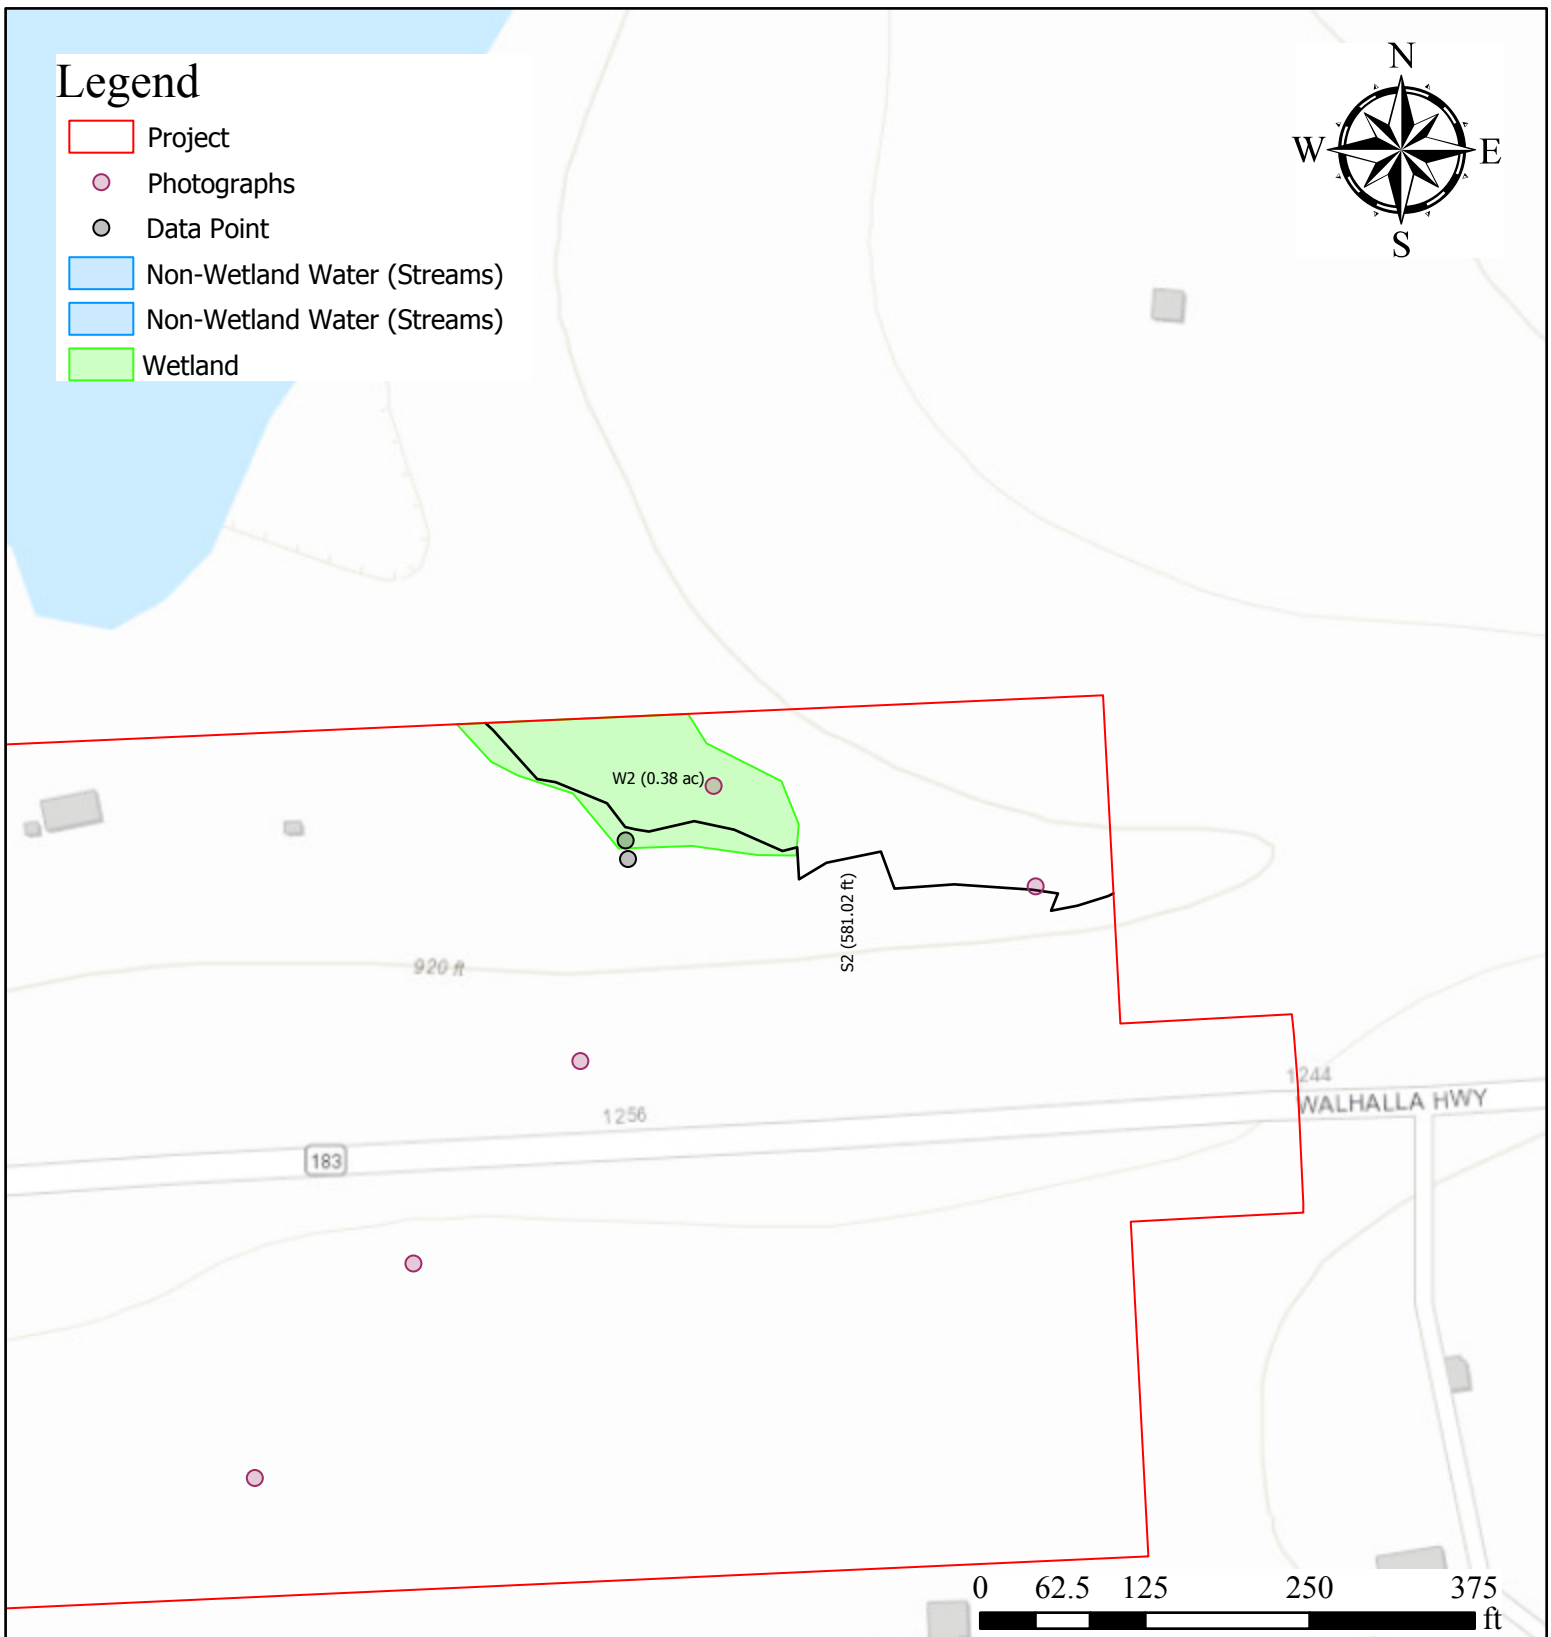 Legend
Project
Photographs
Data Point
Non-Wetland Water (Streams)
Non-Wetland Water (Streams)
Wetland
N
W
E
S
W2 (0.38 ac)
S2 (581.02 ft)
920 ft
1244
WALHALLA HWY
1256
183
0 62.5 125 250 375
ft